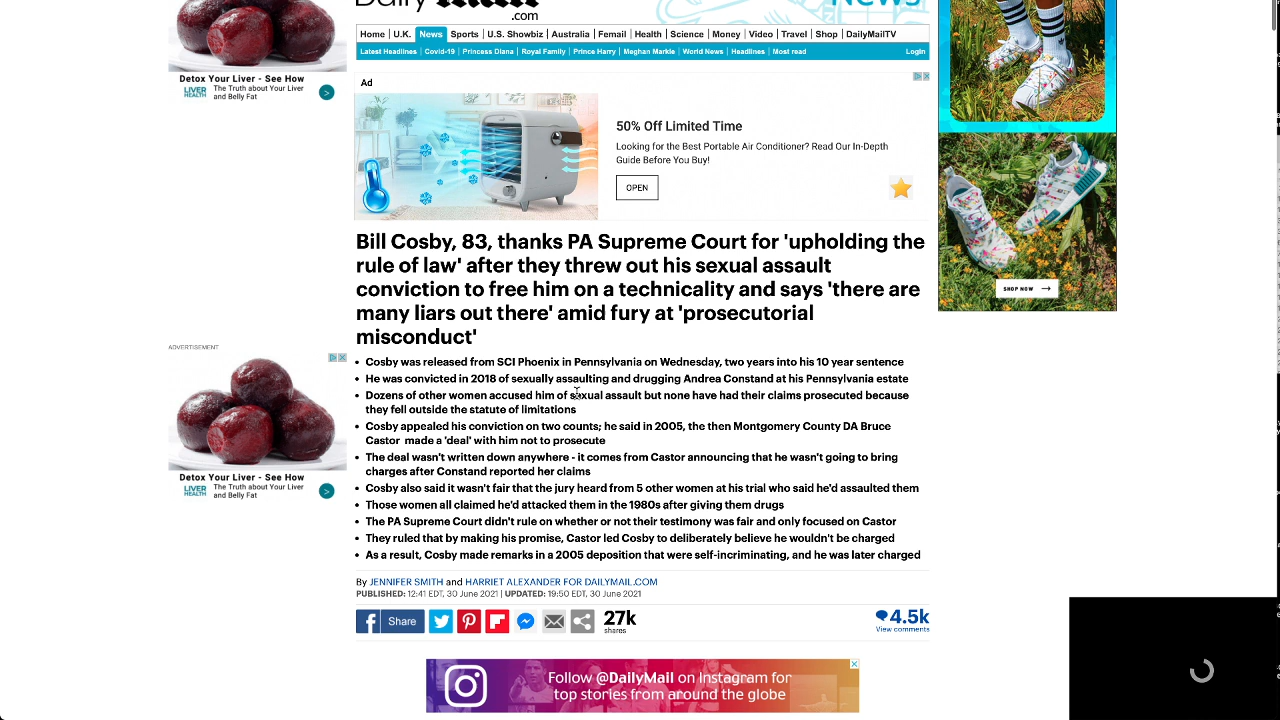 Daily Mail
.com
News
Home U.K. News Sports U.S. Showbiz Australia Femail Health Science Money Video Travel Shop DailyMailTV
Latest Headlines Covid-19 Princess Diana Royal Family Prince Harry Meghan Markle World News Headlines Most read Login
Detox Your Liver - See How
LIVER HEALTH
The Truth About Your Liver
and Belly Fat
Ad
50% Off Limited Time
Looking for the Best Portable Air Conditioner? Read Our In-Depth
Guide Before You Buy!
OPEN
SHOP NOW
Bill Cosby, 83, thanks PA Supreme Court for 'upholding the
rule of law' after they threw out his sexual assault
conviction to free him on a technicality and says 'there are
many liars out there' amid fury at 'prosecutorial
misconduct'
ADVERTISEMENT
Detox Your Liver - See How
LIVER HEALTH
The Truth About Your Liver
and Belly Fat
• Cosby was released from SCI Phoenix in Pennsylvania on Wednesday, two years into his 10 year sentence
• He was convicted in 2018 of sexually assaulting and drugging Andrea Constand at his Pennsylvania estate
• Dozens of other women accused him of sexual assault but none have had their claims prosecuted because
they fell outside the statute of limitations
• Cosby appealed his conviction on two counts; he said in 2005, the then Montgomery County DA Bruce
Castor made a 'deal' with him not to prosecute
• The deal wasn't written down anywhere - it comes from Castor announcing that he wasn't going to bring
charges after Constand reported her claims
• Cosby also said it wasn't fair that the jury heard from 5 other women at his trial who said he'd assaulted them
• Those women all claimed he'd attacked them in the 1980s after giving them drugs
• The PA Supreme Court didn't rule on whether or not their testimony was fair and only focused on Castor
• They ruled that by making his promise, Castor led Cosby to deliberately believe he wouldn't be charged
• As a result, Cosby made remarks in a 2005 deposition that were self-incriminating, and he was later charged
By JENNIFER SMITH and HARRIET ALEXANDER FOR DAILYMAIL.COM
PUBLISHED: 12:41 EDT, 30 June 2021 | UPDATED: 19:50 EDT, 30 June 2021
Share
27k
shares
4.5k
View comments
Follow @DailyMail on Instagram for
top stories from around the globe